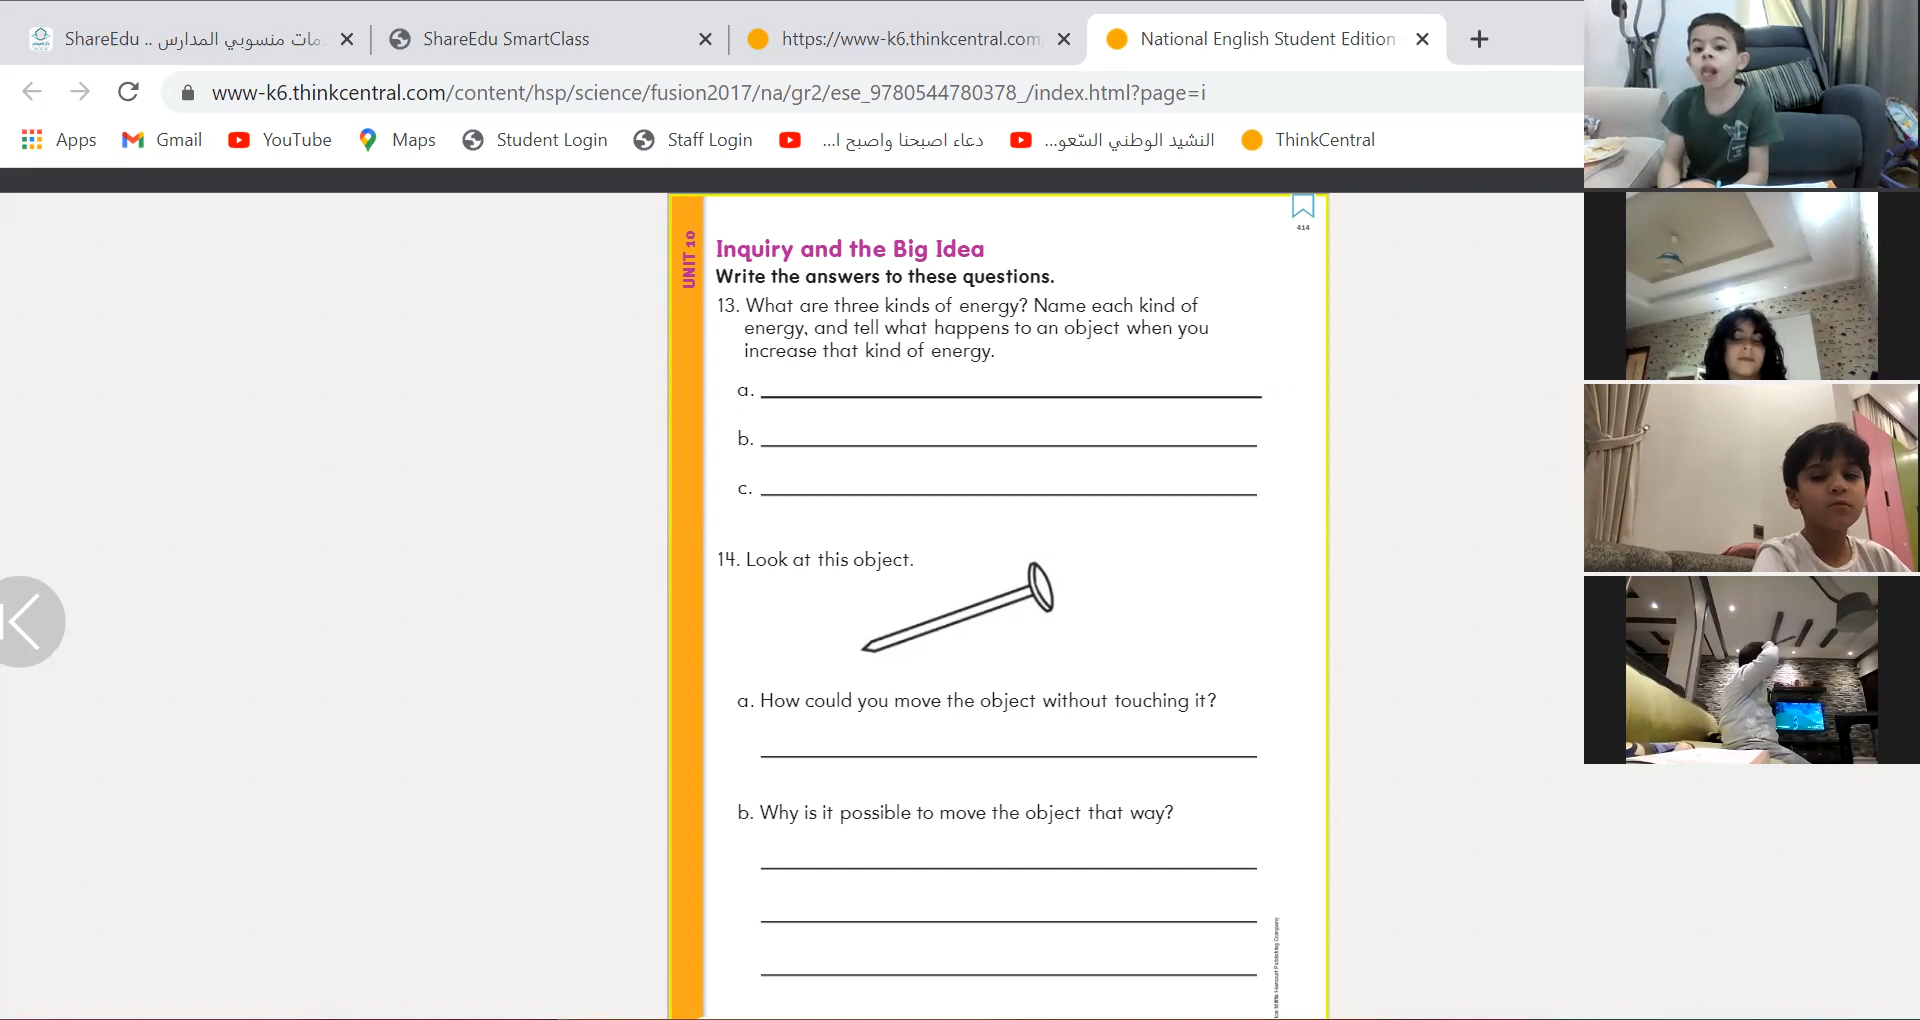 ShareEdu .. مات منسوبي المدارس
ShareEdu SmartClass
https://www-k6.thinkcentral.com
National English Student Edition
www-k6.thinkcentral.com/content/hsp/science/fusion2017/na/gr2/ese_9780544780378_/index.html?page=i
Apps
Gmail
YouTube
Maps
Student Login
Staff Login
دعاء اصبحنا واصبح ا...
النشيد الوطني السّعو...
ThinkCentral
414
UNIT 10
Inquiry and the Big Idea
Write the answers to these questions.
13. What are three kinds of energy? Name each kind of
energy, and tell what happens to an object when you
increase that kind of energy.
a.
b.
c.
14. Look at this object.
a. How could you move the object without touching it?
b. Why is it possible to move the object that way?
Harcourt Publishing Company